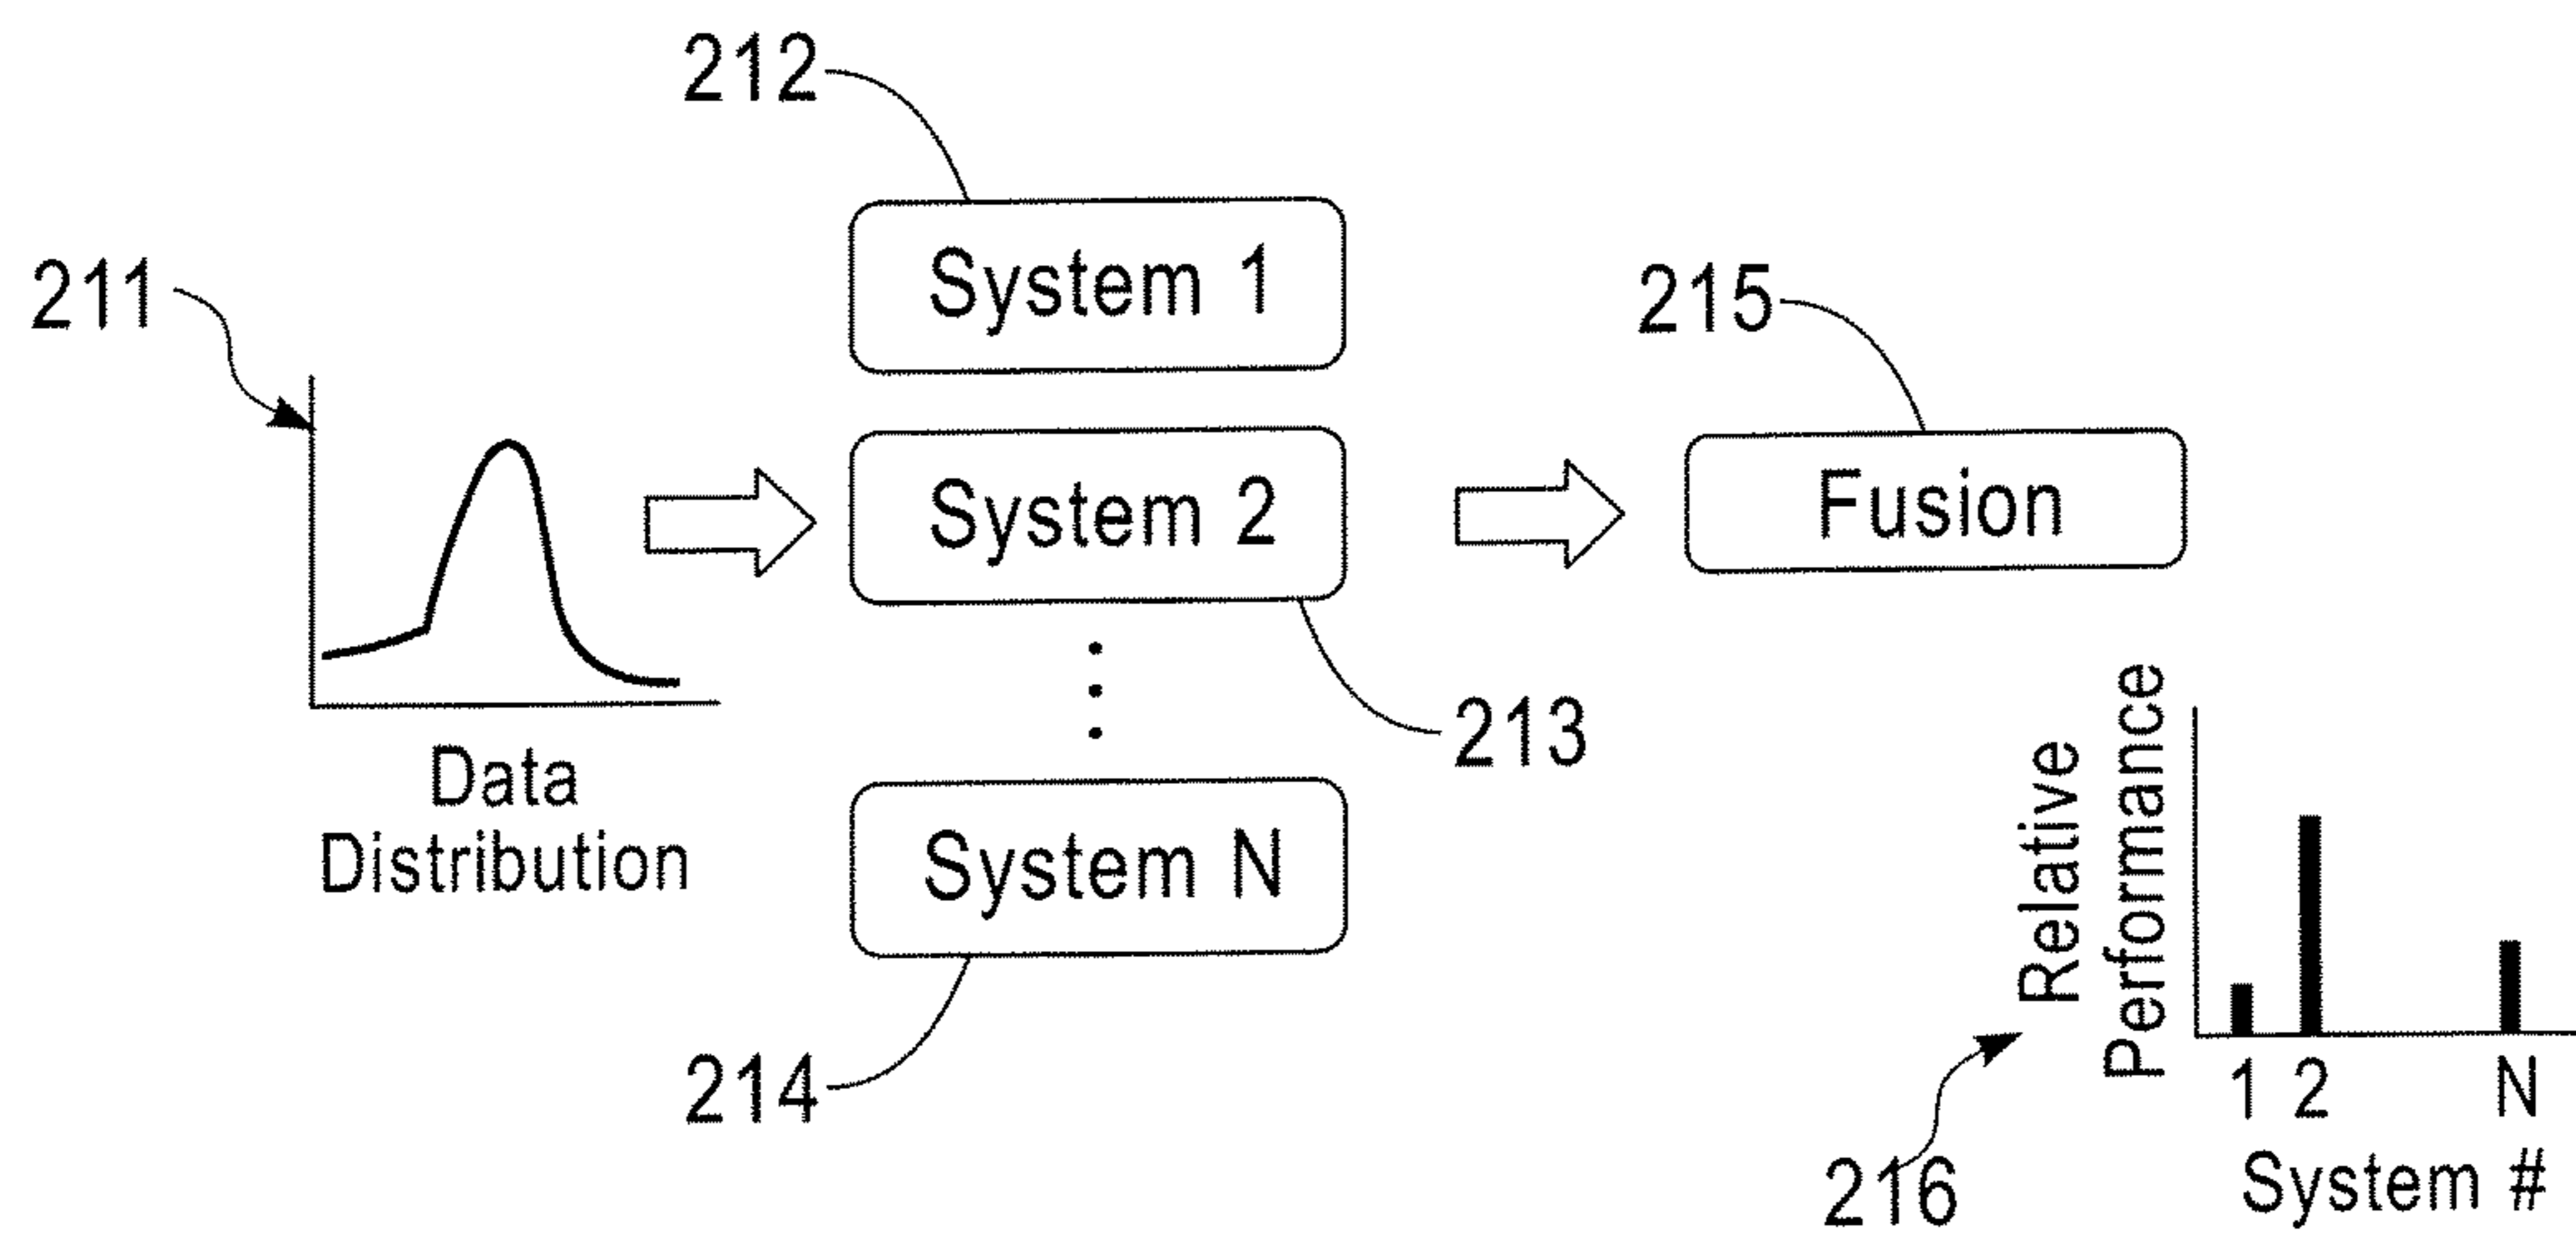 212
System 1
211
215
System 2
Fusion
213
Data
Distribution
System N
214
Relative
Performance
1 2 N
System #
216